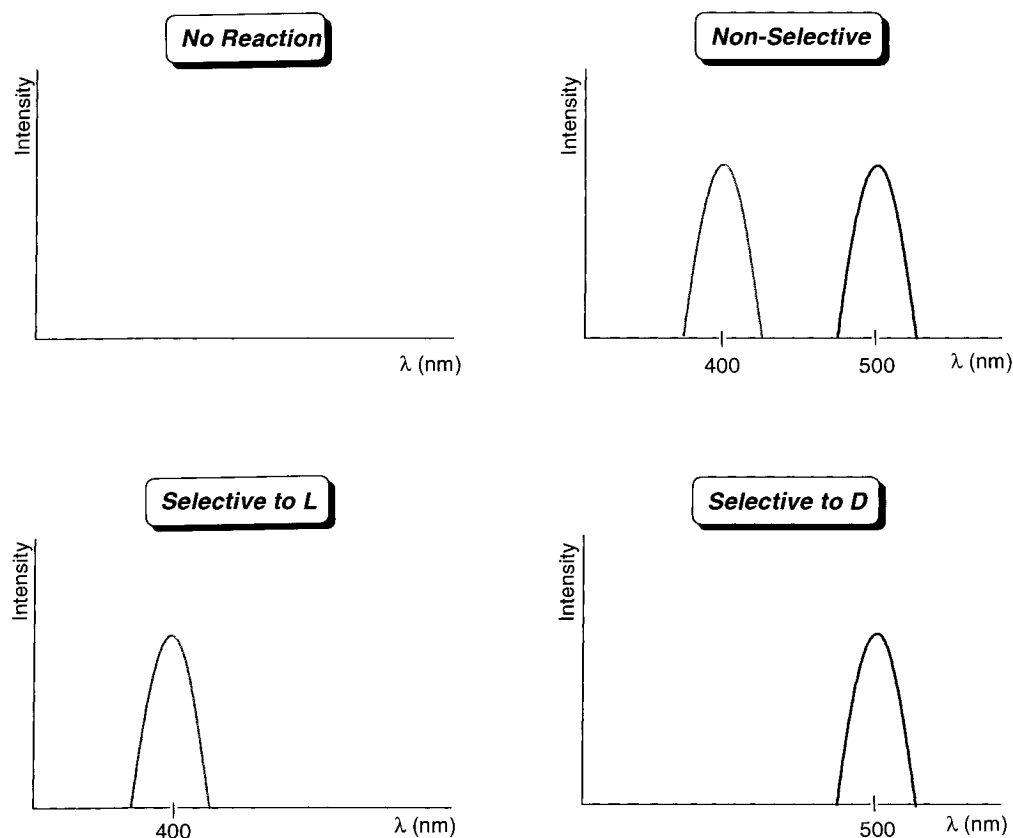 No Reaction
Intensity
λ (nm)
Non-Selective
Intensity
400
500
λ (nm)
Selective to L
Intensity
400
λ (nm)
Selective to D
Intensity
500
λ (nm)